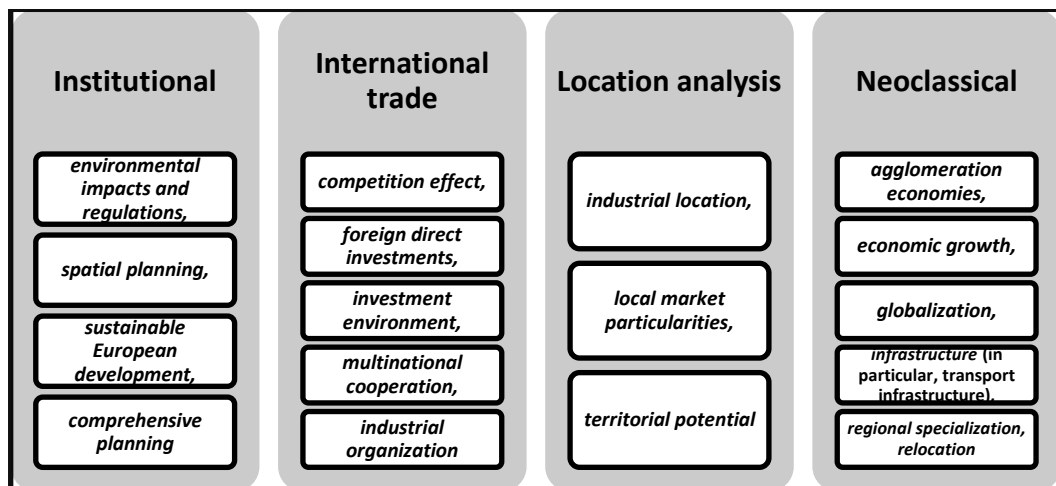 Institutional
environmental
impacts and
regulations,
spatial planning,
sustainable
European
development,
comprehensive
planning
International
trade
competition effect,
foreign direct
investments,
investment
environment,
multinational
cooperation,
industrial
organization
Location analysis
industrial location,
local market
particularities,
territorial potential
Neoclassical
agglomeration
economies,
economic growth,
globalization,
infrastructure (in
particular, transport
infrastructure),
regional specialization,
relocation